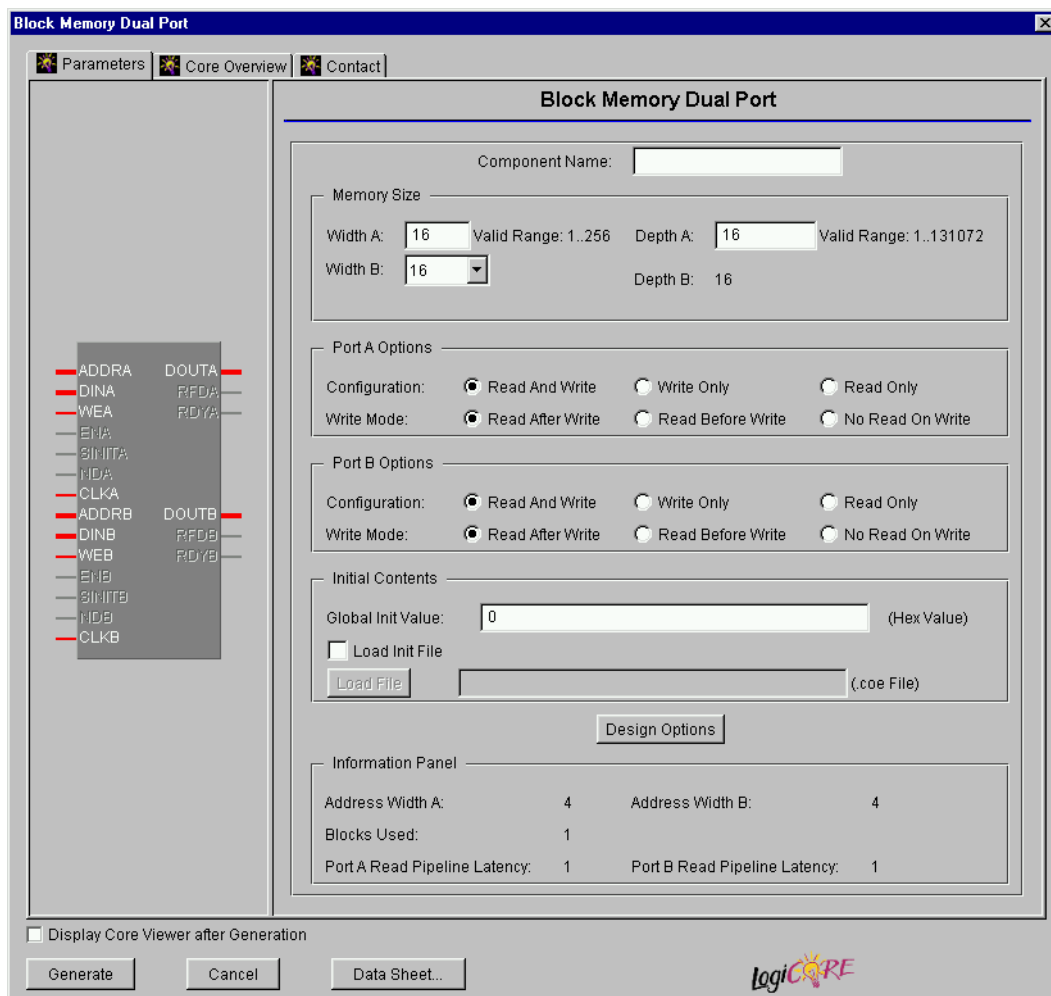 Block Memory Dual Port
Parameters Core Overview Contact
Block Memory Dual Port
Component Name:
Memory Size
Width A: 16 Valid Range: 1..256 Depth A: 16 Valid Range: 1..131072
Width B: 16 Depth B: 16
Port A Options
Configuration: Read And Write Write Only Read Only
Write Mode: Read After Write Read Before Write No Read On Write
Port B Options
Configuration: Read And Write Write Only Read Only
Write Mode: Read After Write Read Before Write No Read On Write
Initial Contents
Global Init Value: 0 (Hex Value)
Load Init File
Load File (.coe File)
Design Options
Information Panel
Address Width A: 4 Address Width B: 4
Blocks Used: 1
Port A Read Pipeline Latency: 1 Port B Read Pipeline Latency: 1
ADDRA DOUTA
DINA RFDA
WEA RDYA
ENA
SINITA
NDA
CLKA
ADDRB DOUTB
DINB RFDB
WEB RDYB
ENB
SINITB
NDB
CLKB
Display Core Viewer after Generation
Generate Cancel Data Sheet... LogiCORE